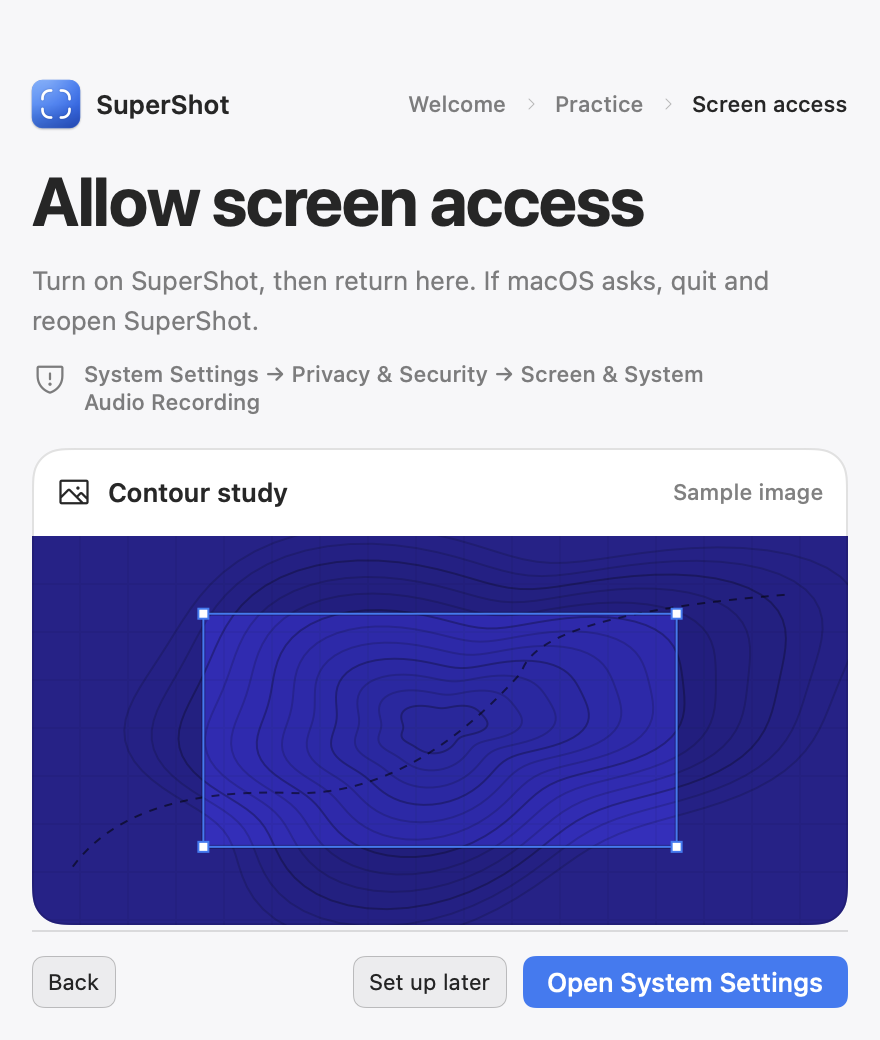 SuperShot
Welcome > Practice > Screen access
Allow screen access
Turn on SuperShot, then return here. If macOS asks, quit and
reopen SuperShot.
System Settings → Privacy & Security → Screen & System
Audio Recording
Contour study
Sample image
Back
Set up later
Open System Settings